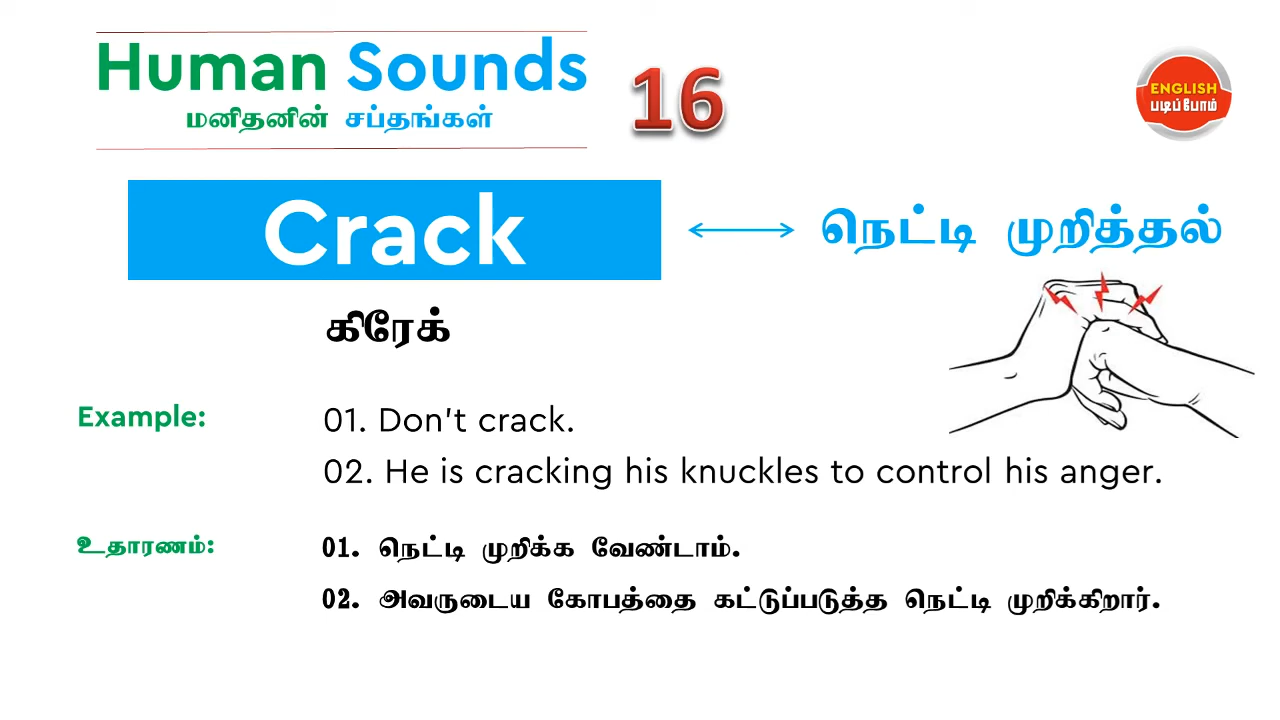 Human Sounds
மனிதனின் சப்தங்கள்
16
ENGLISH
படிப்போம்
Crack
நெட்டி முறித்தல்
கிரேக்
Example:
01. Don't crack.
02. He is cracking his knuckles to control his anger.
உதாரணம்:
01. நெட்டி முறிக்க வேண்டாம்.
02. அவருடைய கோபத்தை கட்டுப்படுத்த நெட்டி முறிக்கிறார்.